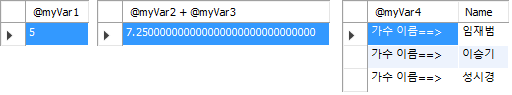 @myVar1
5
@myVar2 + @myVar3
7.250000000000000000000000000000
@myVar4 Name
가수 이름==> 임재범
가수 이름==> 이승기
가수 이름==> 성시경